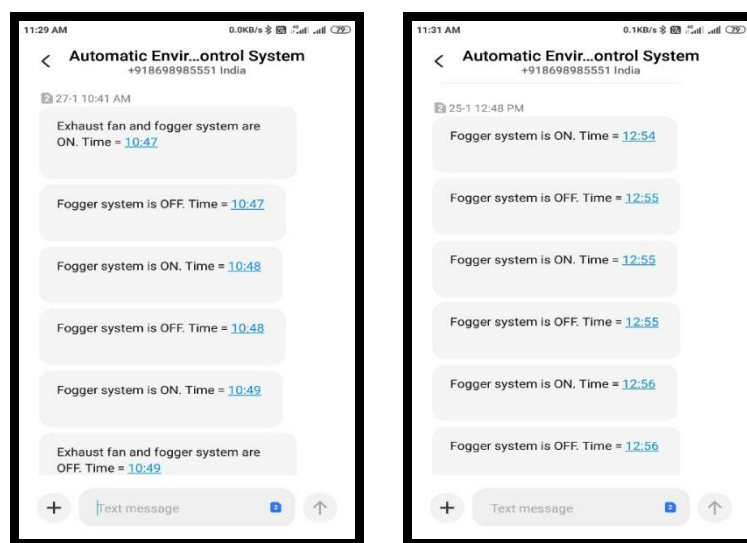 11:29 AM
0.0KB/s
79
Automatic Envir...ontrol System
+918698985551 India
2 27-1 10:41 AM
Exhaust fan and fogger system are
ON. Time = 10:47
Fogger system is OFF. Time = 10:47
Fogger system is ON. Time = 10:48
Fogger system is OFF. Time = 10:48
Fogger system is ON. Time = 10:49
Exhaust fan and fogger system are
OFF. Time = 10:49
Text message
2
11:31 AM
0.1KB/s
79
Automatic Envir...ontrol System
+918698985551 India
2 25-1 12:48 PM
Fogger system is ON. Time = 12:54
Fogger system is OFF. Time = 12:55
Fogger system is ON. Time = 12:55
Fogger system is OFF. Time = 12:55
Fogger system is ON. Time = 12:56
Fogger system is OFF. Time = 12:56
Text message
2